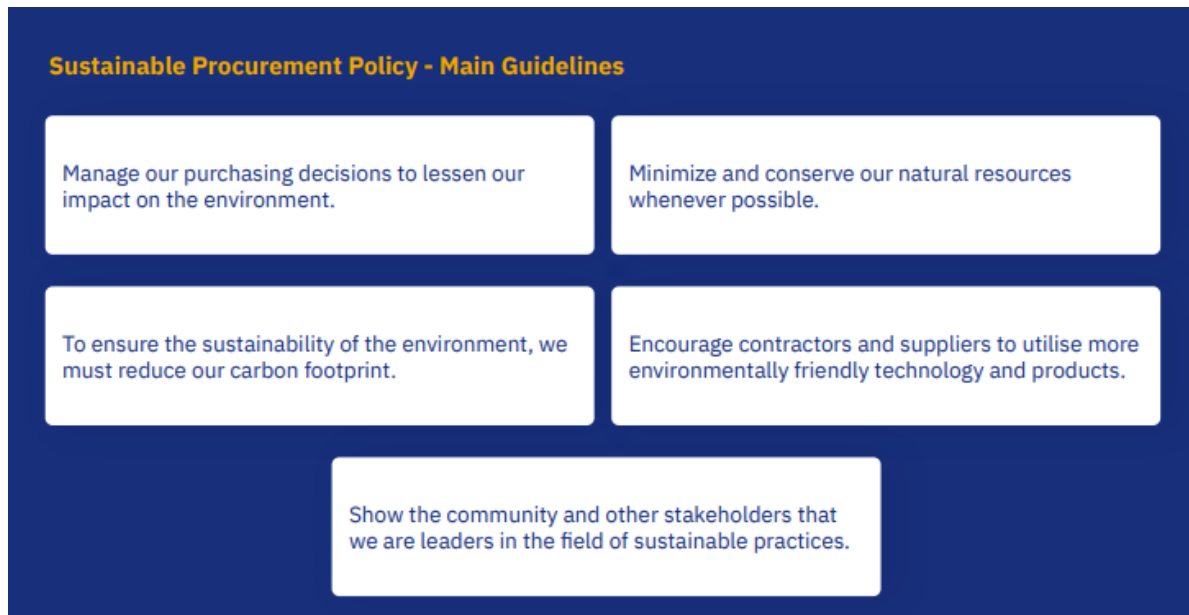 Sustainable Procurement Policy - Main Guidelines
Manage our purchasing decisions to lessen our
impact on the environment.
Minimize and conserve our natural resources
whenever possible.
To ensure the sustainability of the environment, we
must reduce our carbon footprint.
Encourage contractors and suppliers to utilise more
environmentally friendly technology and products.
Show the community and other stakeholders that
we are leaders in the field of sustainable practices.